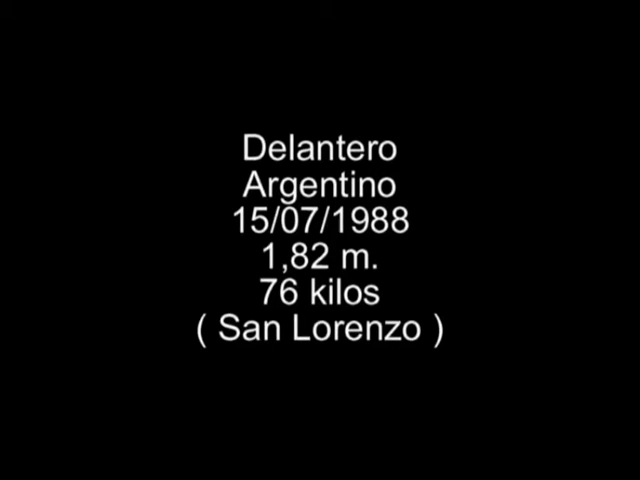 Delantero
Argentino
15/07/1988
1,82 m.
76 kilos
( San Lorenzo )